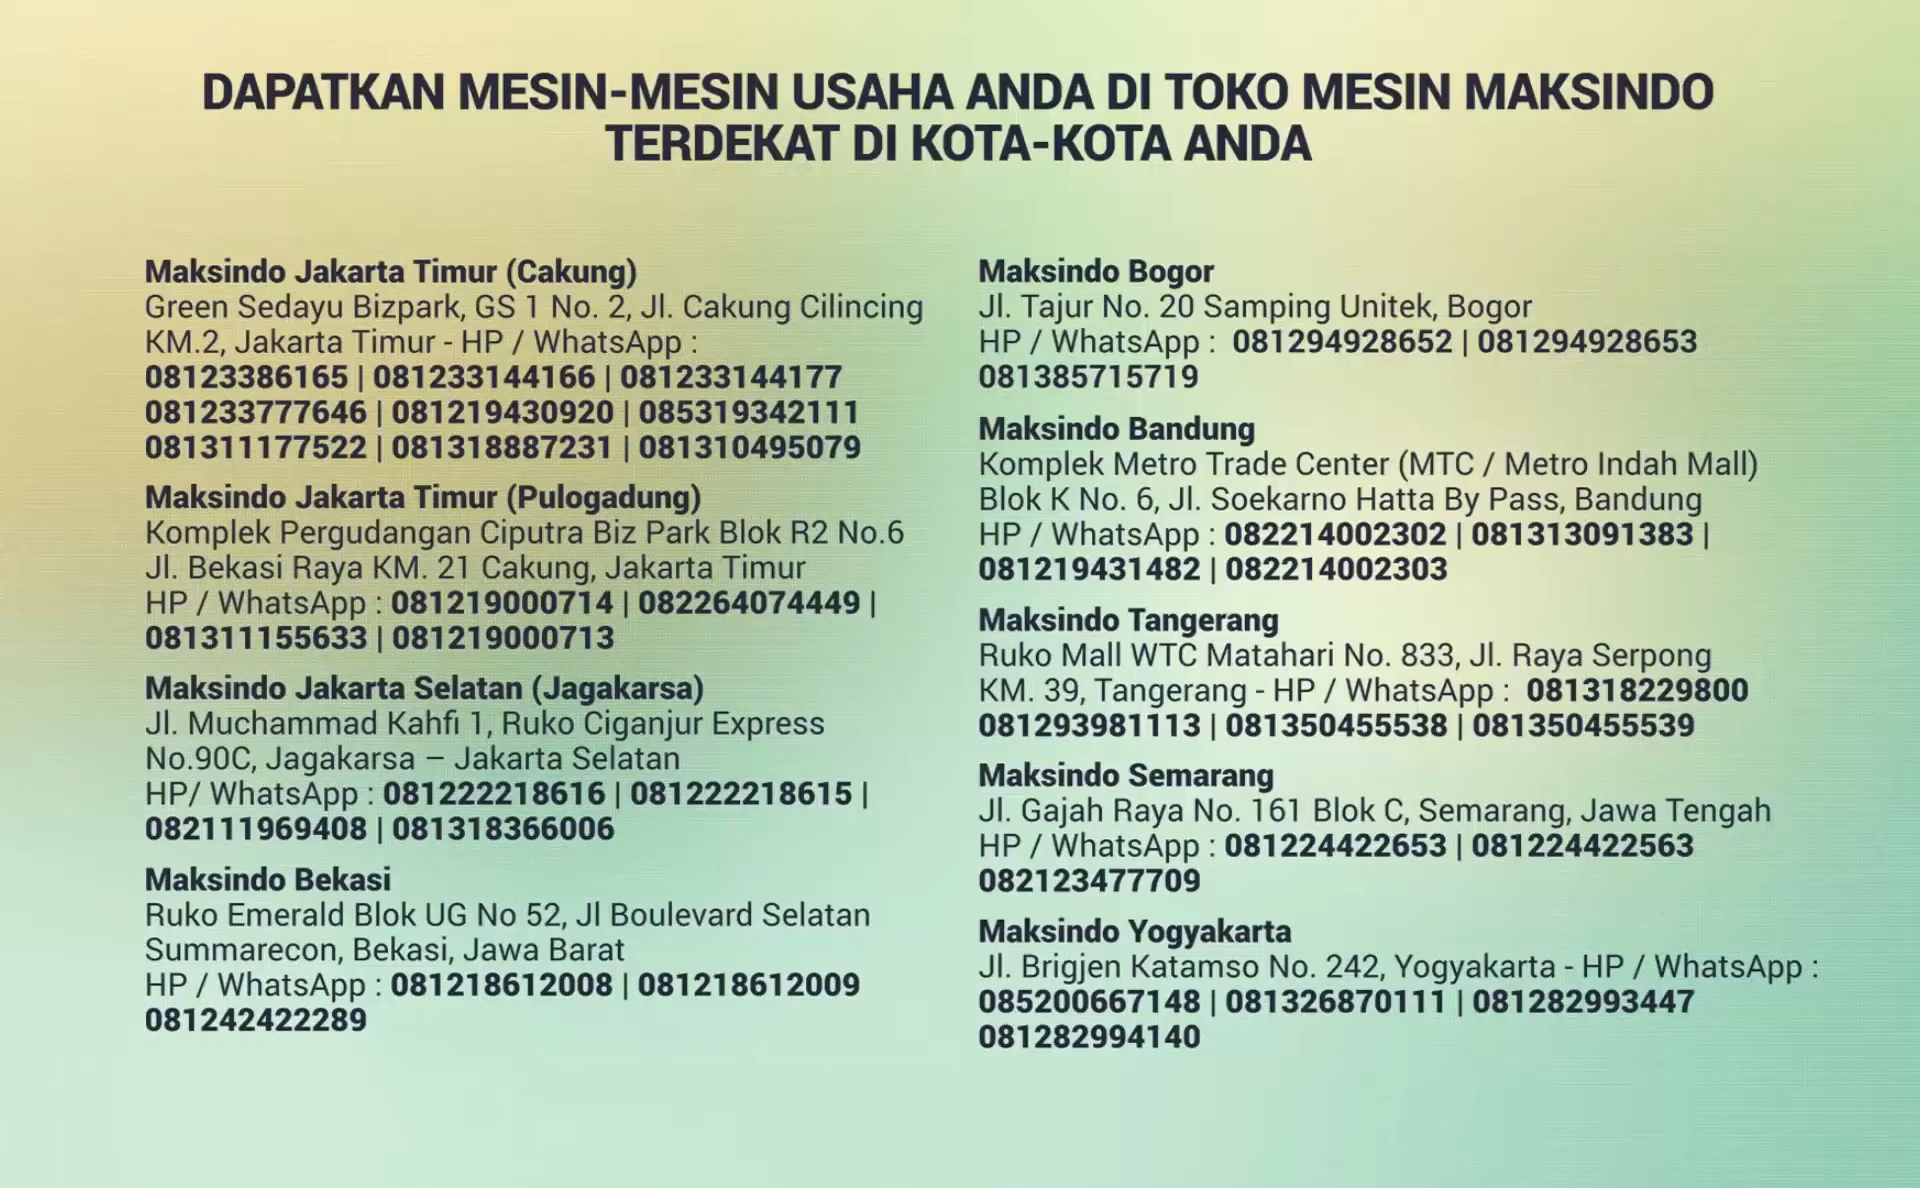 DAPATKAN MESIN-MESIN USAHA ANDA DI TOKO MESIN MAKSINDO
TERDEKAT DI KOTA-KOTA ANDA
Maksindo Jakarta Timur (Cakung)
Green Sedayu Bizpark, GS 1 No. 2, Jl. Cakung Cilincing
KM.2, Jakarta Timur - HP / WhatsApp :
08123386165 | 081233144166 | 081233144177
081233777646 | 081219430920 | 085319342111
081311177522 | 081318887231 | 081310495079
Maksindo Jakarta Timur (Pulogadung)
Komplek Pergudangan Ciputra Biz Park Blok R2 No.6
Jl. Bekasi Raya KM. 21 Cakung, Jakarta Timur
HP / WhatsApp : 081219000714 | 082264074449 |
081311155633 | 081219000713
Maksindo Jakarta Selatan (Jagakarsa)
Jl. Muchammad Kahfi 1, Ruko Ciganjur Express
No.90C, Jagakarsa – Jakarta Selatan
HP/ WhatsApp : 081222218616 | 081222218615 |
082111969408 | 081318366006
Maksindo Bekasi
Ruko Emerald Blok UG No 52, Jl Boulevard Selatan
Summarecon, Bekasi, Jawa Barat
HP / WhatsApp : 081218612008 | 081218612009
081242422289
Maksindo Bogor
Jl. Tajur No. 20 Samping Unitek, Bogor
HP / WhatsApp : 081294928652 | 081294928653
081385715719
Maksindo Bandung
Komplek Metro Trade Center (MTC / Metro Indah Mall)
Blok K No. 6, Jl. Soekarno Hatta By Pass, Bandung
HP / WhatsApp : 082214002302 | 081313091383 |
081219431482 | 082214002303
Maksindo Tangerang
Ruko Mall WTC Matahari No. 833, Jl. Raya Serpong
KM. 39, Tangerang - HP / WhatsApp : 081318229800
081293981113 | 081350455538 | 081350455539
Maksindo Semarang
Jl. Gajah Raya No. 161 Blok C, Semarang, Jawa Tengah
HP / WhatsApp : 081224422653 | 081224422563
082123477709
Maksindo Yogyakarta
Jl. Brigjen Katamso No. 242, Yogyakarta - HP / WhatsApp :
085200667148 | 081326870111 | 081282993447
081282994140